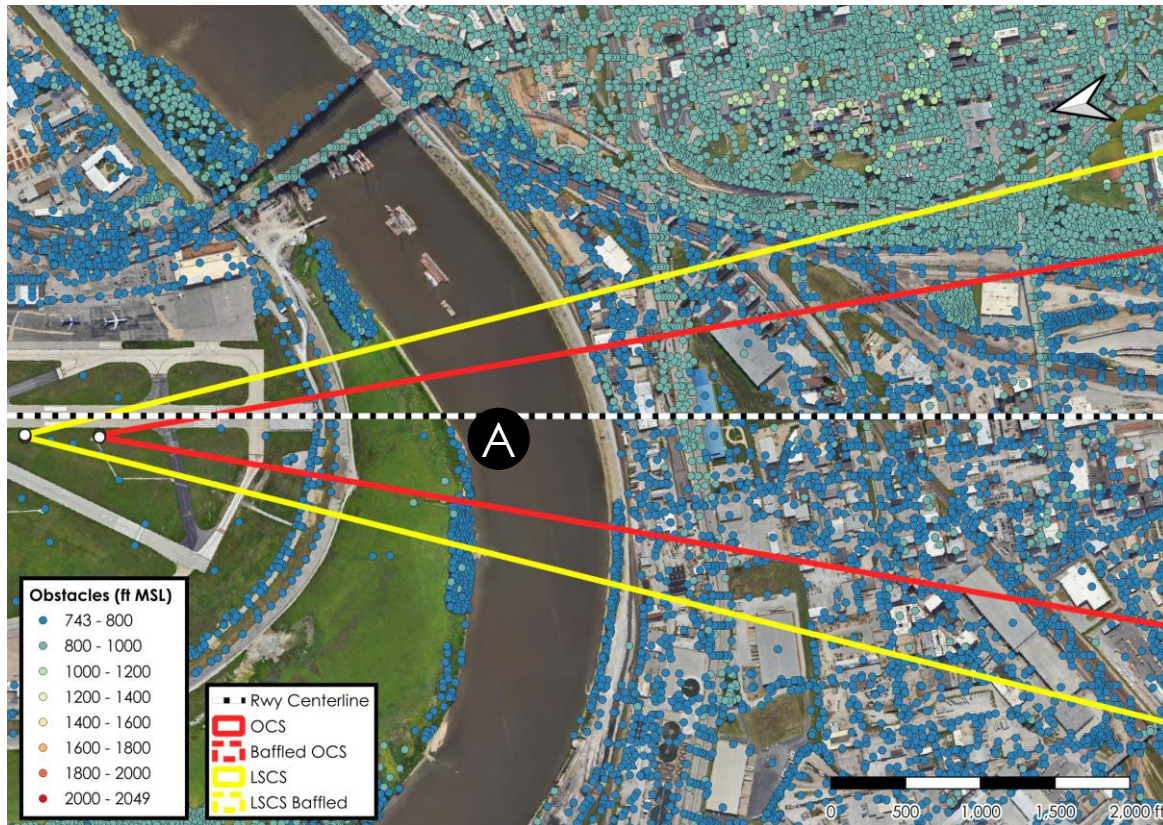 A
Obstacles (ft MSL)
743 - 800
800 - 1000
1000 - 1200
1200 - 1400
1400 - 1600
1600 - 1800
1800 - 2000
2000 - 2049
Rwy Centerline
OCS
Baffled OCS
LSCS
LSCS Baffled
0 500 1,000 1,500 2,000 ft